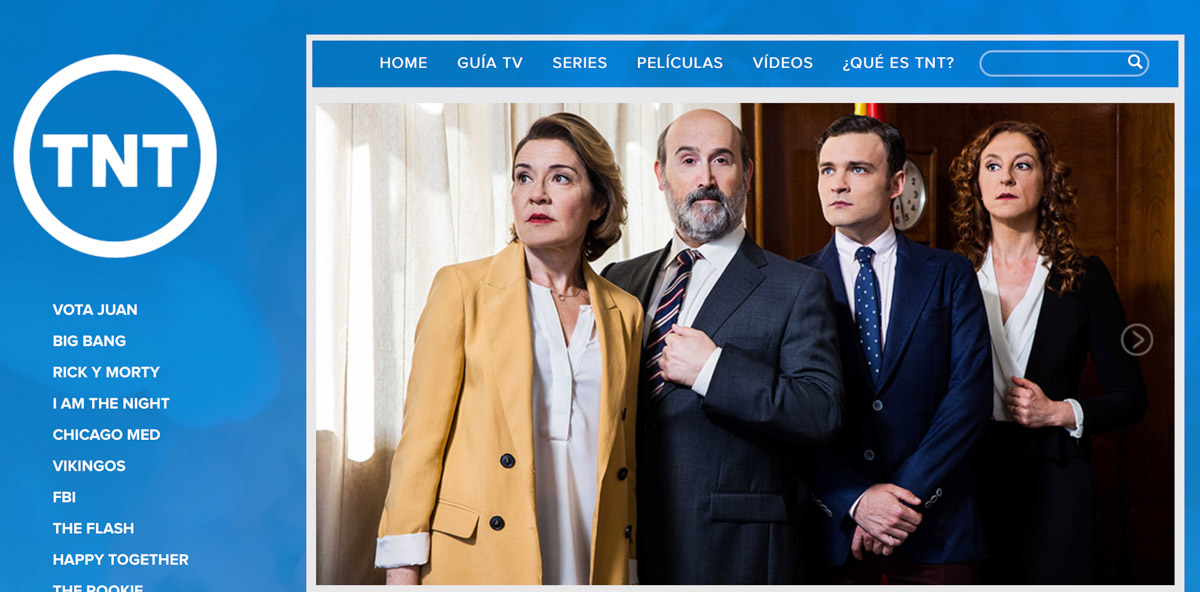 TNT
HOME
GUÍA TV
SERIES
PELÍCULAS
VÍDEOS
¿QUÉ ES TNT?
VOTA JUAN
BIG BANG
RICK Y MORTY
I AM THE NIGHT
CHICAGO MED
VIKINGOS
FBI
THE FLASH
HAPPY TOGETHER
THE ROOKIE